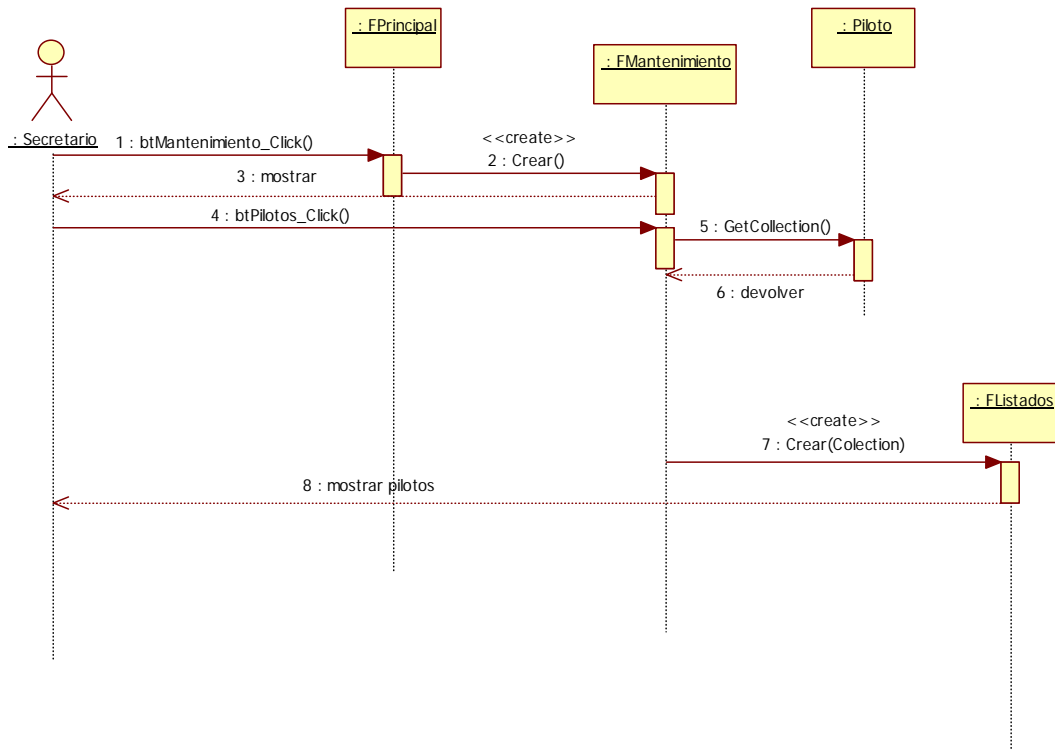 : FPrincipal
: Piloto
: FMantenimiento
: Secretario
1 : btMantenimiento_Click()
<<create>>
2 : Crear()
3 : mostrar
4 : btPilotos_Click()
5 : GetCollection()
6 : devolver
: FListados
<<create>>
7 : Crear(Colection)
8 : mostrar pilotos